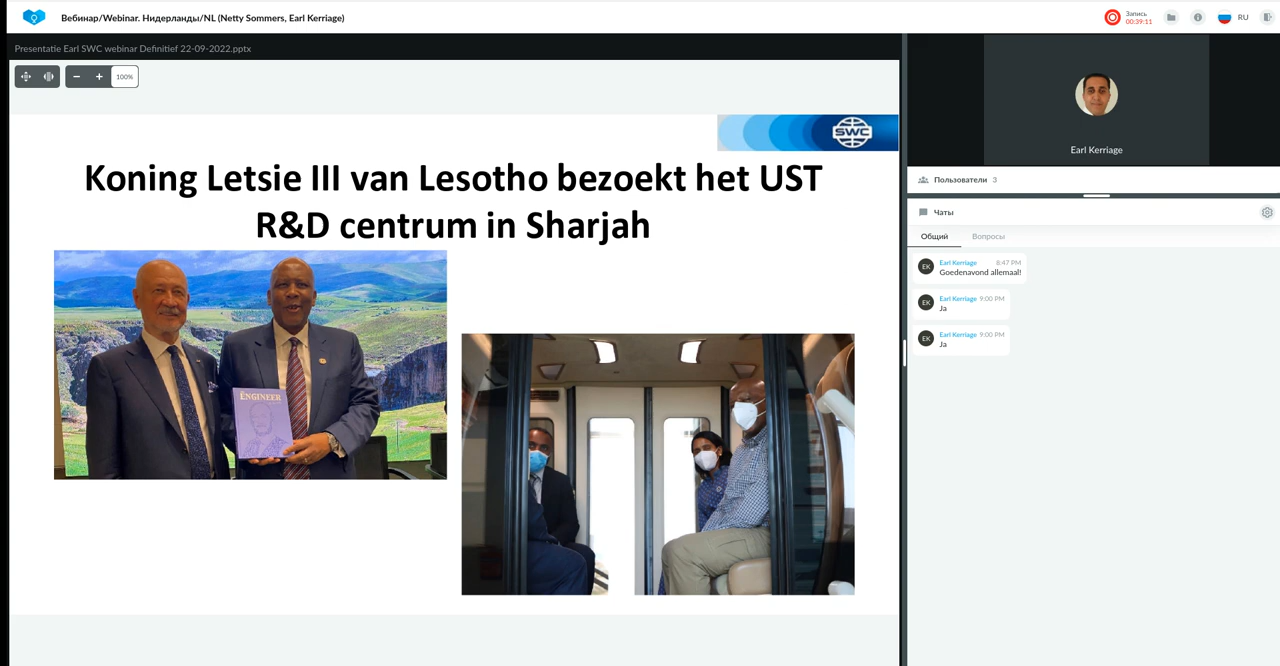 Вебинар/Webinar. Нидерланды/NL (Netty Sommers, Earl Kerriage)
Запись
00:39:11
RU
Presentatie Earl SWC webinar Definitief 22-09-2022.pptx
100%
SWC
Koning Letsie III van Lesotho bezoekt het UST
R&D centrum in Sharjah
ENGINEER
Earl Kerriage
Пользователи 3
Чаты
Общий Вопросы
EK Earl Kerriage 8:47 PM
Goedenavond allemaal!
EK Earl Kerriage 9:00 PM
Ja
EK Earl Kerriage 9:00 PM
Ja